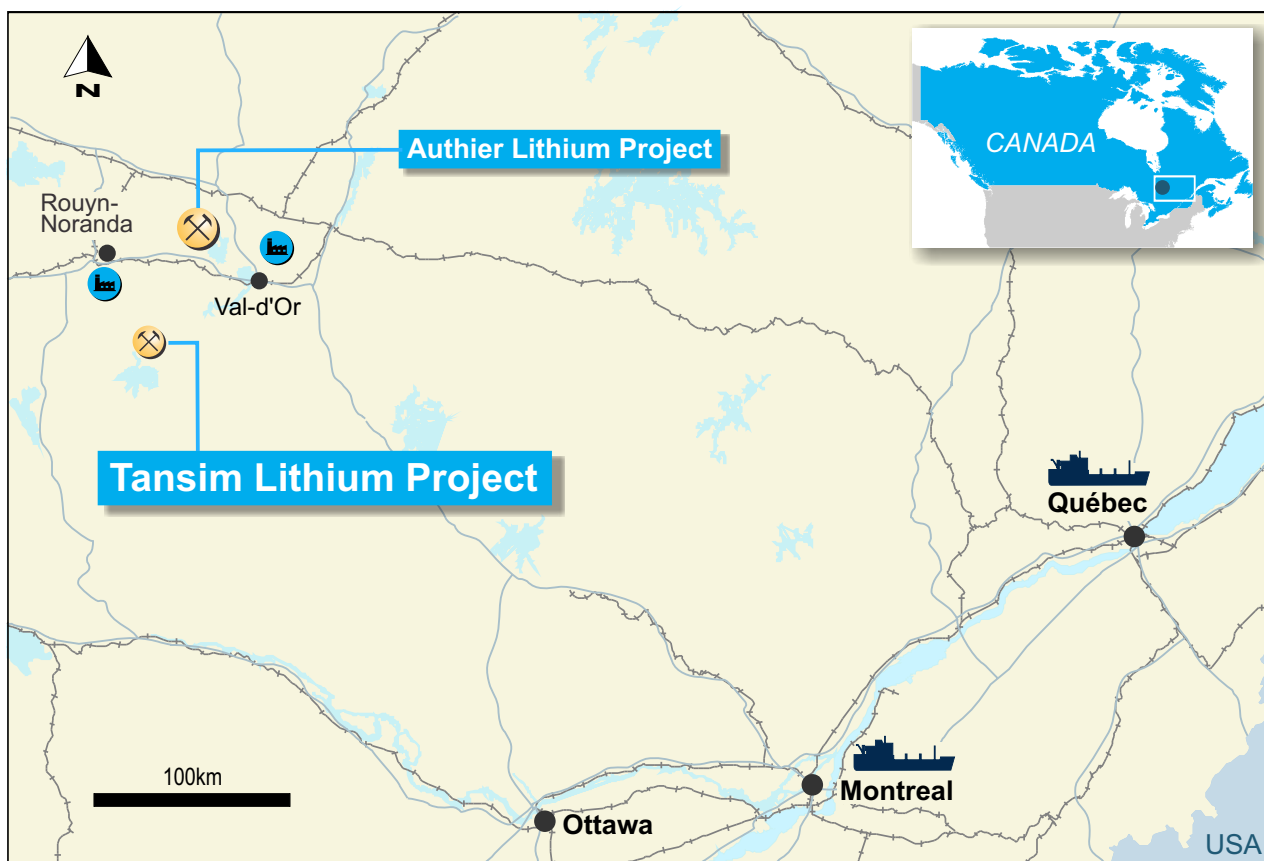 N
Authier Lithium Project
CANADA
Rouyn-
Noranda
Val-d'Or
Tansim Lithium Project
Québec
100km
Montreal
Ottawa
USA